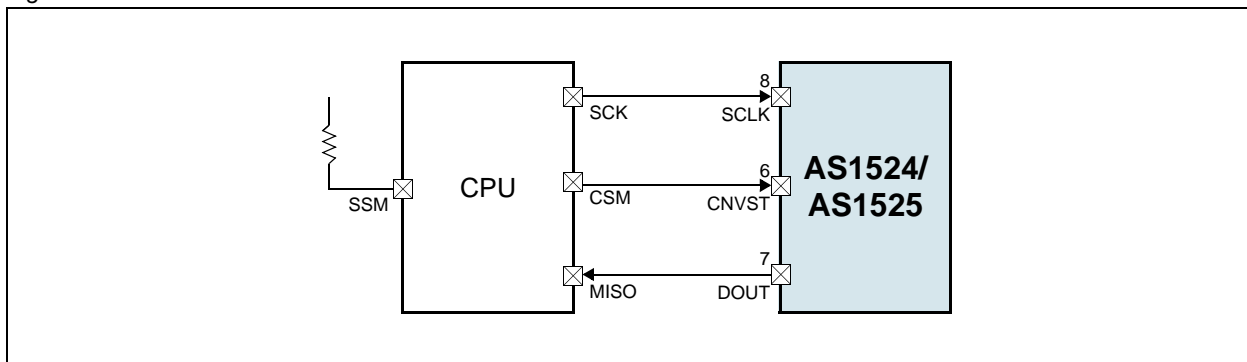 8
SCK
SCLK
AS1524/
AS1525
CPU
SSM
6
CSM
CNVST
7
MISO
DOUT